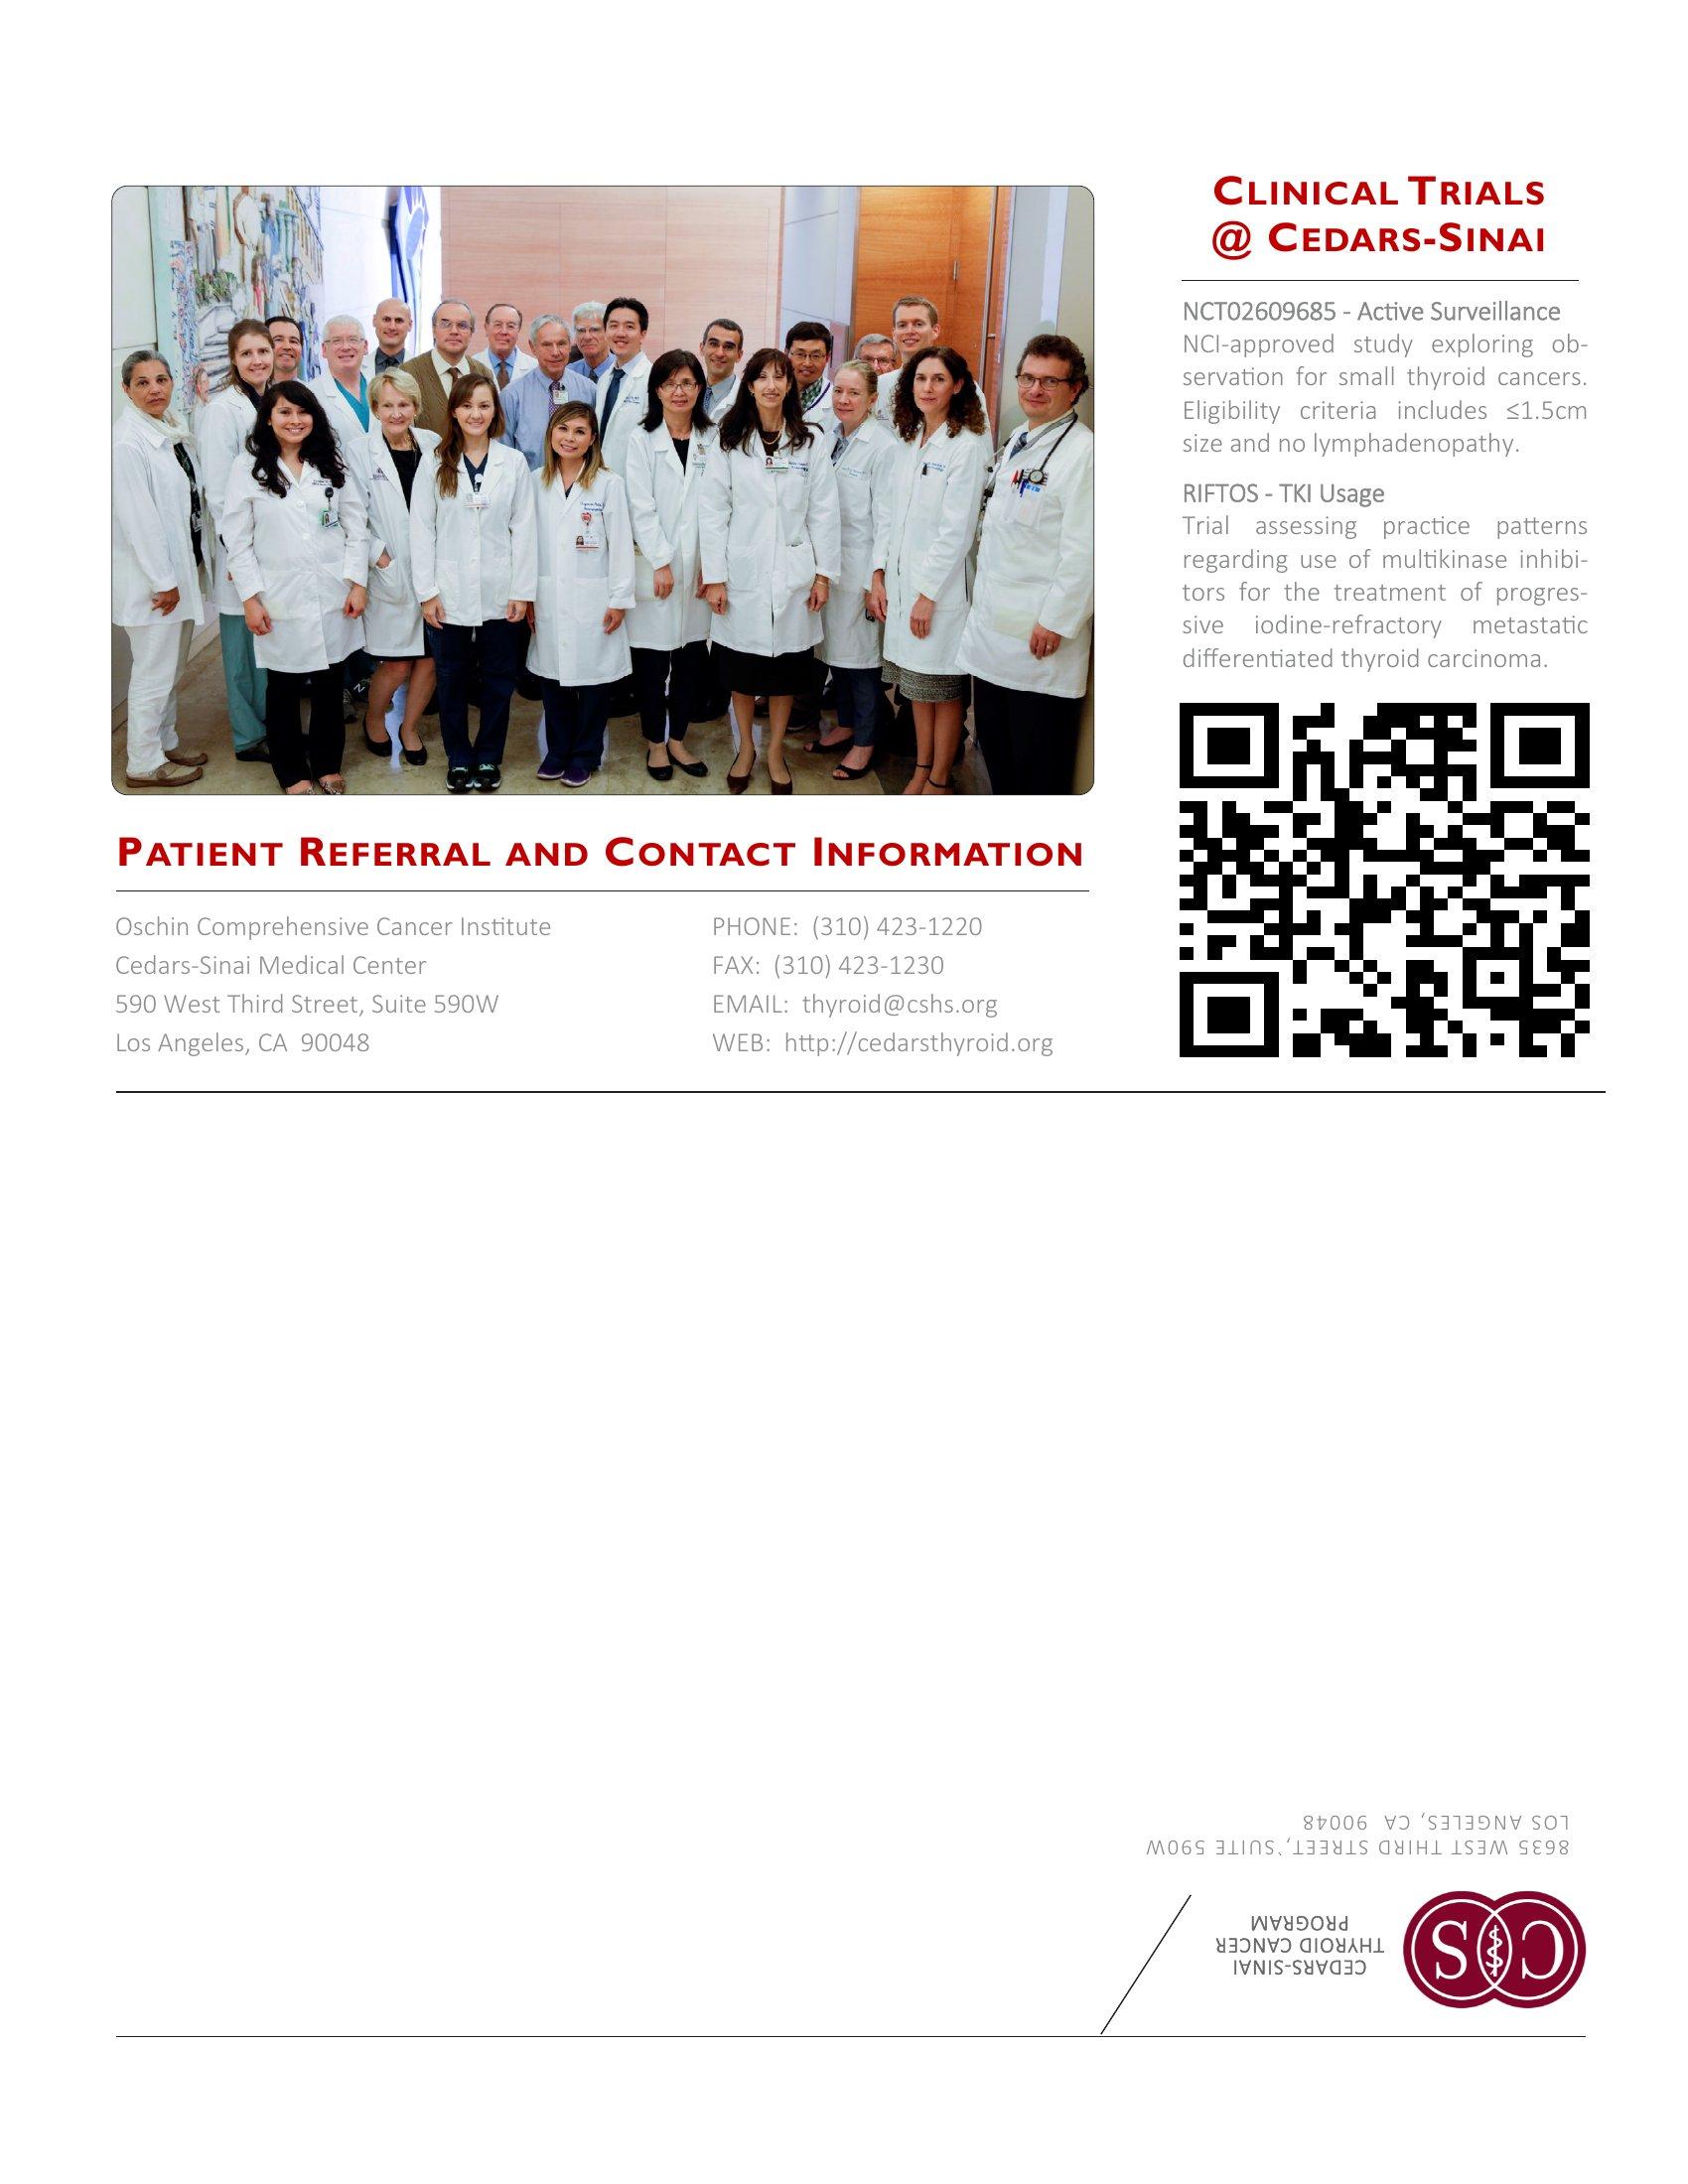 CLINICAL TRIALS
@ CEDARS-SINAI
NCT02609685 - Active Surveillance
NCI-approved study exploring ob-
servation for small thyroid cancers.
Eligibility criteria includes ≤1.5cm
size and no lymphadenopathy.
RIFTOS - TKI Usage
Trial assessing practice patterns
regarding use of multikinase inhibi-
tors for the treatment of progres-
sive iodine-refractory metastatic
differentiated thyroid carcinoma.
PATIENT REFERRAL AND CONTACT INFORMATION
Oschin Comprehensive Cancer Institute
Cedars-Sinai Medical Center
590 West Third Street, Suite 590W
Los Angeles, CA 90048
PHONE: (310) 423-1220
FAX: (310) 423-1230
EMAIL: thyroid@cshs.org
WEB: http://cedarsthyroid.org
CS
CEDARS-SINAI
THYROID CANCER
PROGRAM
8635 WEST THIRD STREET,`SUITE 590W
LOS ANGELES, CA 90048